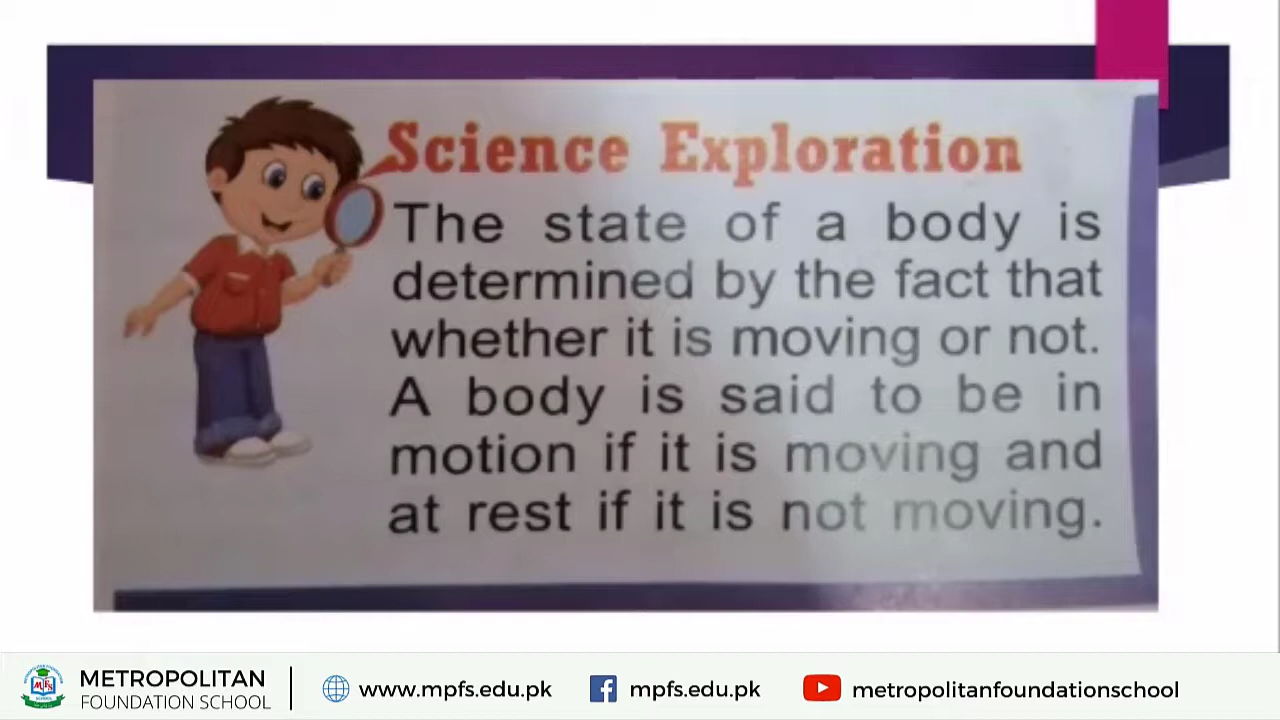 Science Exploration
The state of a body is
determined by the fact that
whether it is moving or not.
A body is said to be in
motion if it is moving and
at rest if it is not moving.
METROPOLITAN
FOUNDATION SCHOOL
www.mpfs.edu.pk
mpfs.edu.pk
metropolitanfoundationschool